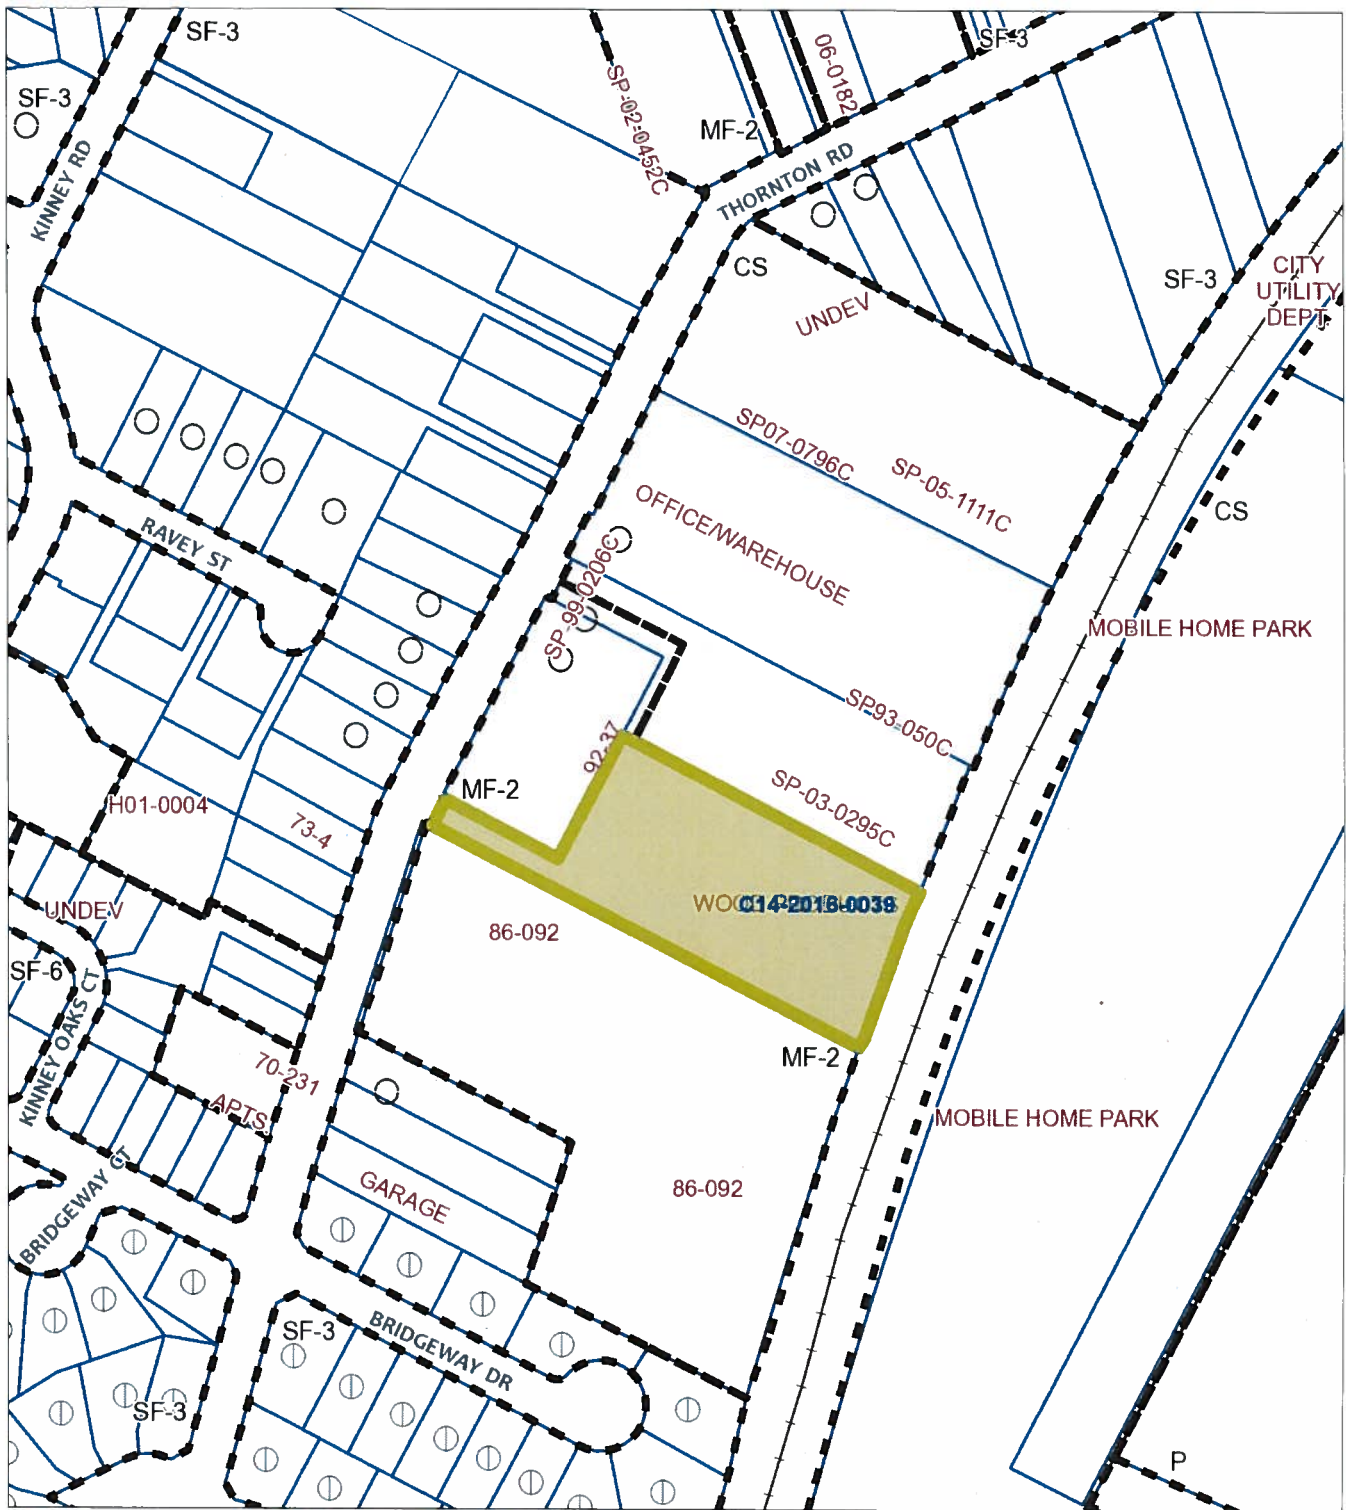 SF-3
SF-3
SF-3
KINNEY RD
SP-02-0452C
06-0182
MF-2
THORNTON RD
CS
UNDEV
SF-3
CITY
UTILITY
DEPT
SP07-0796C
SP-05-1111C
CS
OFFICE/WAREHOUSE
RAVEY ST
SP-99-0206C
MOBILE HOME PARK
SP93-050C
92-37
MF-2
SP-03-0295C
H01-0004
73-4
C14-2016-0039
UNDEV
86-092
SF-6
KINNEY OAKS CT
MF-2
70-231
APTS
MOBILE HOME PARK
BRIDGEWAY CT
GARAGE
86-092
SF-3
BRIDGEWAY DR
SF-3
P